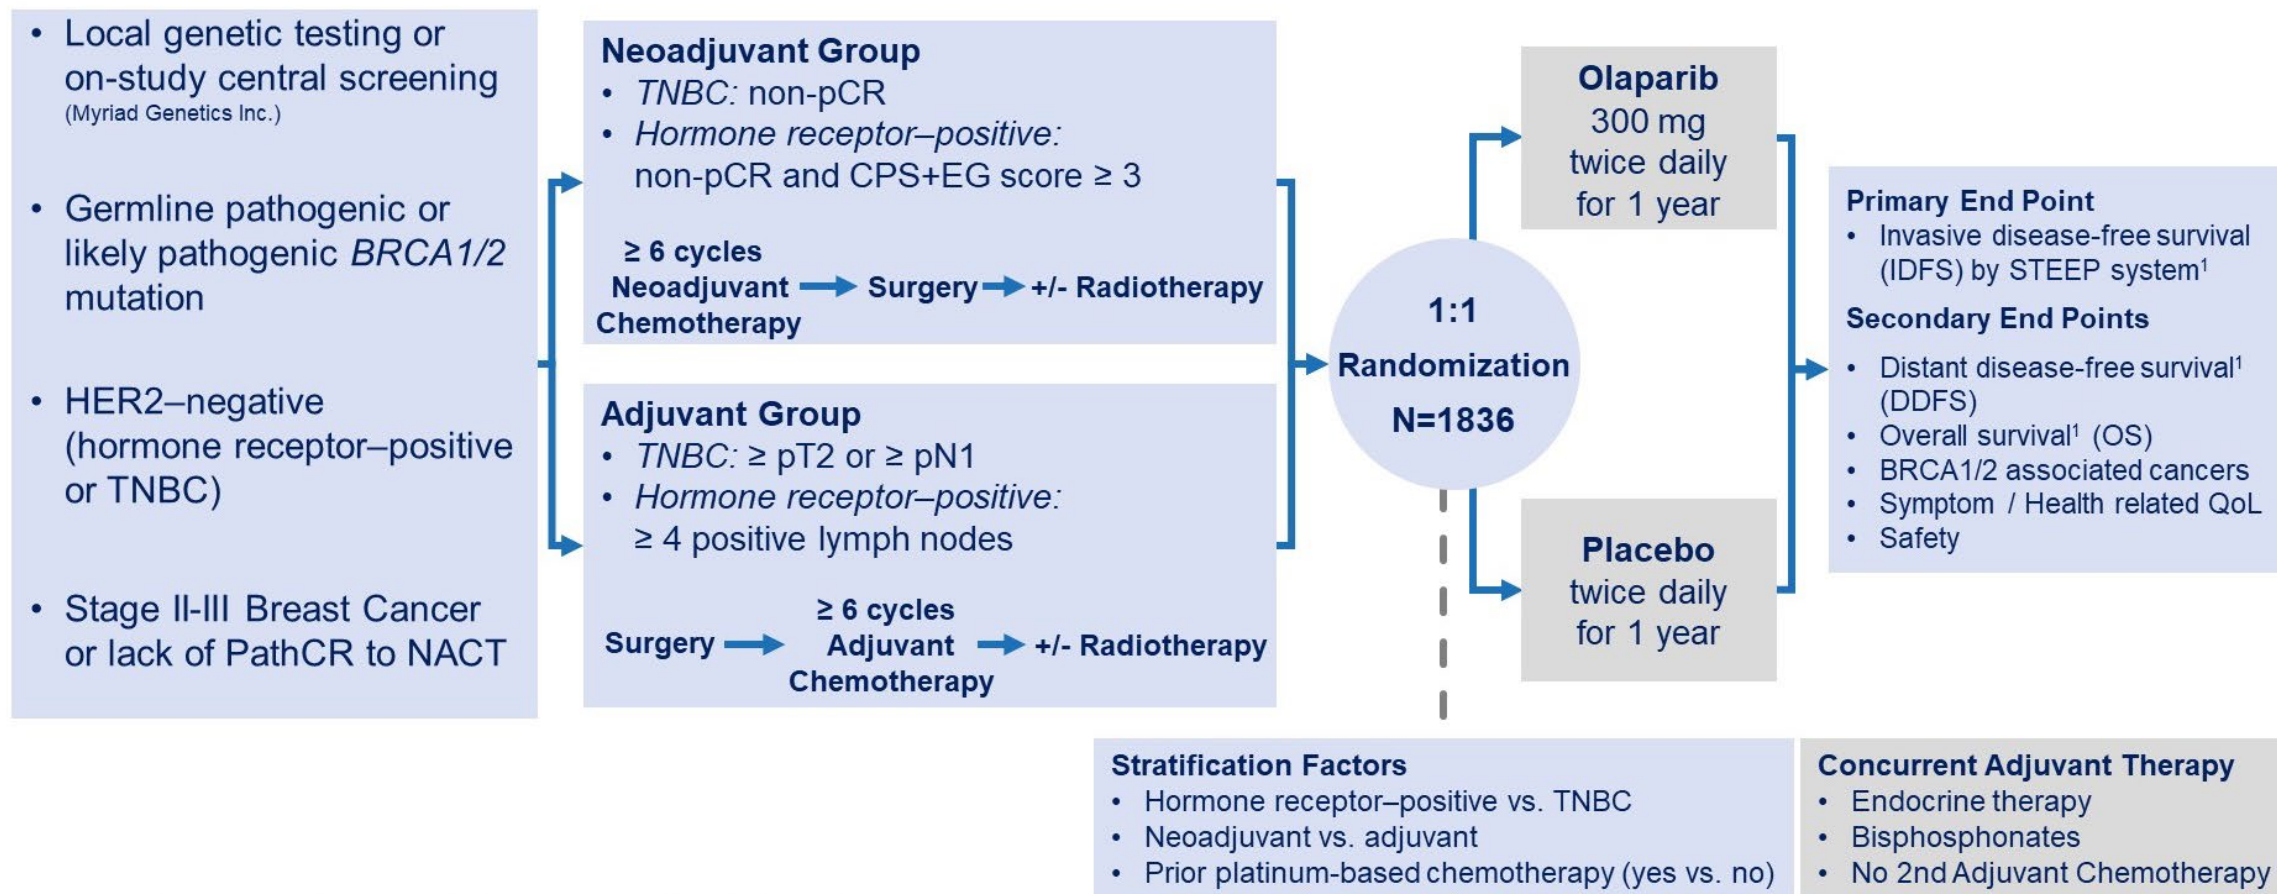 • Local genetic testing or
on-study central screening
(Myriad Genetics Inc.)
• Germline pathogenic or
likely pathogenic BRCA1/2
mutation
• HER2–negative
(hormone receptor–positive
or TNBC)
• Stage II-III Breast Cancer
or lack of PathCR to NACT
Neoadjuvant Group
• TNBC: non-pCR
• Hormone receptor–positive:
non-pCR and CPS+EG score ≥ 3
≥ 6 cycles
Neoadjuvant
Chemotherapy
Surgery
+/- Radiotherapy
Adjuvant Group
• TNBC: ≥ pT2 or ≥ pN1
• Hormone receptor–positive:
≥ 4 positive lymph nodes
Surgery
≥ 6 cycles
Adjuvant
Chemotherapy
+/- Radiotherapy
1:1
Randomization
N=1836
Olaparib
300 mg
twice daily
for 1 year
Placebo
twice daily
for 1 year
Primary End Point
• Invasive disease-free survival
(IDFS) by STEEP system¹
Secondary End Points
• Distant disease-free survival¹
(DDFS)
• Overall survival¹ (OS)
• BRCA1/2 associated cancers
• Symptom / Health related QoL
• Safety
Stratification Factors
• Hormone receptor–positive vs. TNBC
• Neoadjuvant vs. adjuvant
• Prior platinum-based chemotherapy (yes vs. no)
Concurrent Adjuvant Therapy
• Endocrine therapy
• Bisphosphonates
• No 2nd Adjuvant Chemotherapy